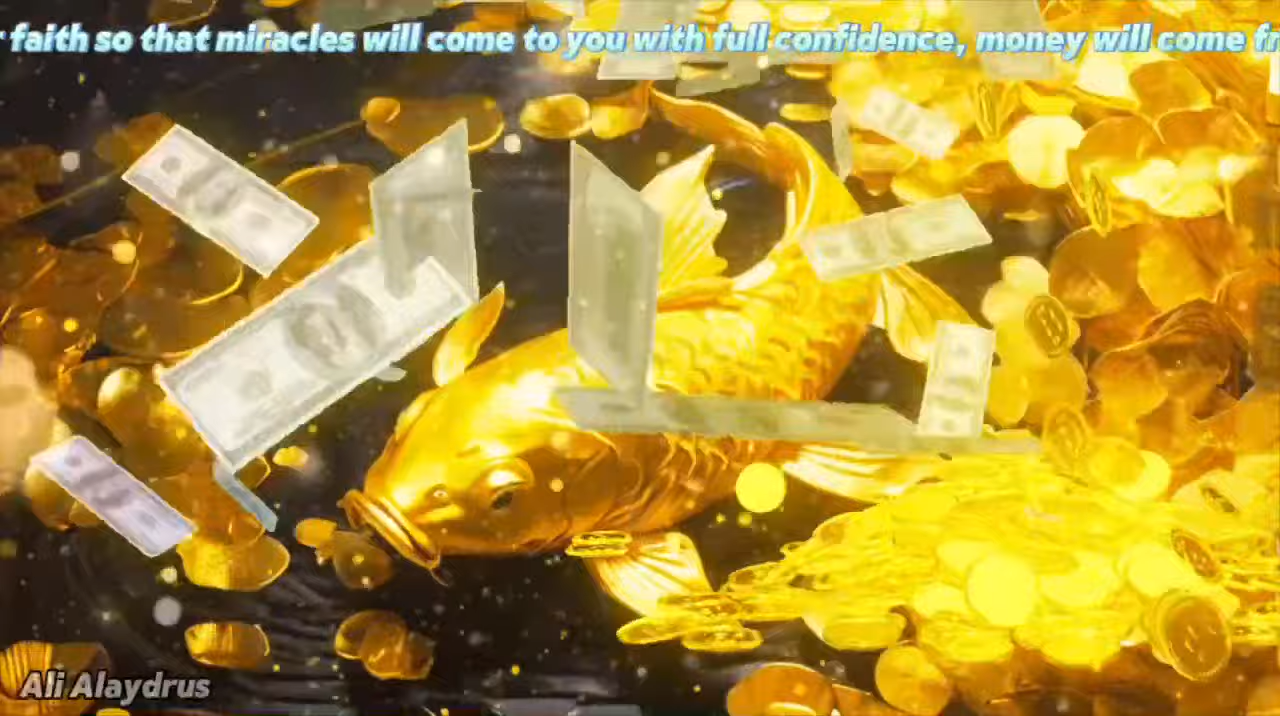 faith so that miracles will come to you with full confidence, money will come
Ali Alaydrus